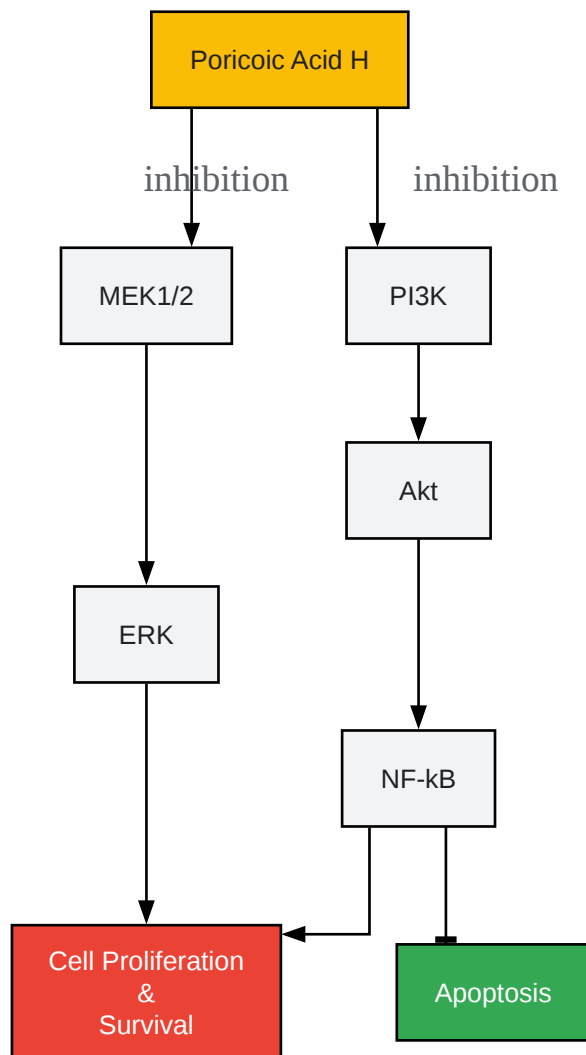 Poricoic Acid H
inhibition
inhibition
MEK1/2
PI3K
Akt
ERK
NF-kB
Cell Proliferation
&
Survival
Apoptosis